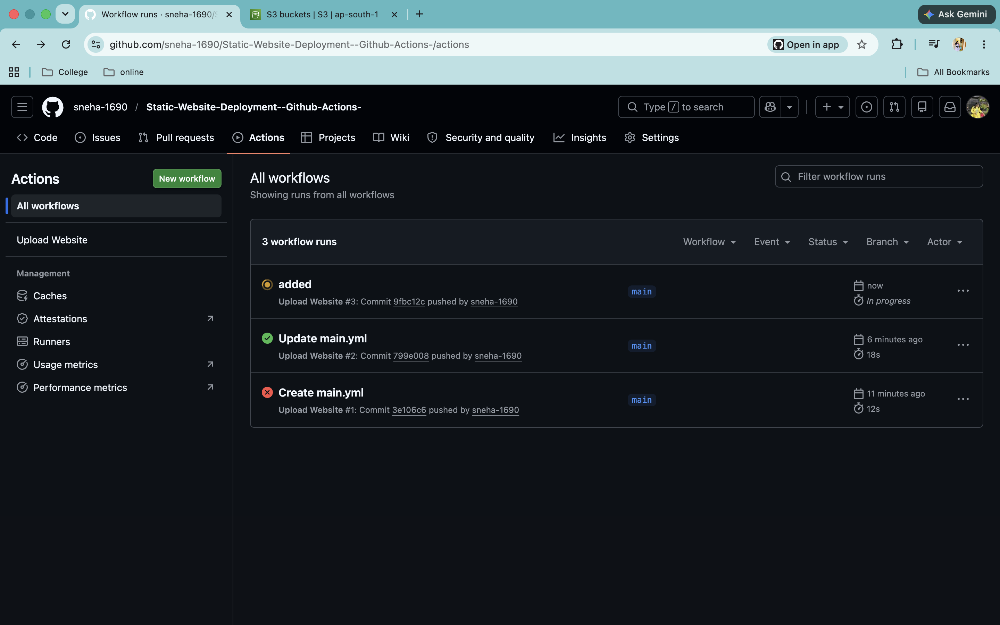 Workflow runs · sneha-1690/S
S3 buckets | S3 | ap-south-1
Ask Gemini
github.com/sneha-1690/Static-Website-Deployment--Github-Actions-/actions
Open in app
College
online
All Bookmarks
sneha-1690 / Static-Website-Deployment--Github-Actions-
Type / to search
Code
Issues
Pull requests
Actions
Projects
Wiki
Security and quality
Insights
Settings
Actions
New workflow
All workflows
Upload Website
Management
Caches
Attestations
Runners
Usage metrics
Performance metrics
All workflows
Showing runs from all workflows
Filter workflow runs
3 workflow runs
Workflow
Event
Status
Branch
Actor
added
Upload Website #3: Commit 9fbc12c pushed by sneha-1690
main
now
In progress
Update main.yml
Upload Website #2: Commit 799e008 pushed by sneha-1690
main
6 minutes ago
18s
Create main.yml
Upload Website #1: Commit 3e106c6 pushed by sneha-1690
main
11 minutes ago
12s